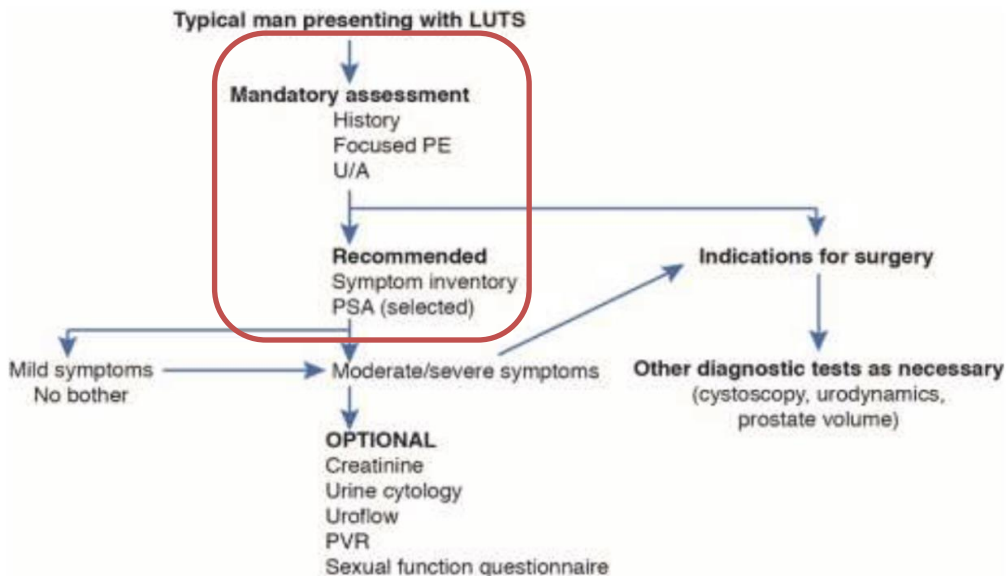 Typical man presenting with LUTS
Mandatory assessment
History
Focused PE
U/A
Recommended
Symptom inventory
PSA (selected)
Indications for surgery
Mild symptoms
No bother
Moderate/severe symptoms
Other diagnostic tests as necessary
(cystoscopy, urodynamics,
prostate volume)
OPTIONAL
Creatinine
Urine cytology
Uroflow
PVR
Sexual function questionnaire